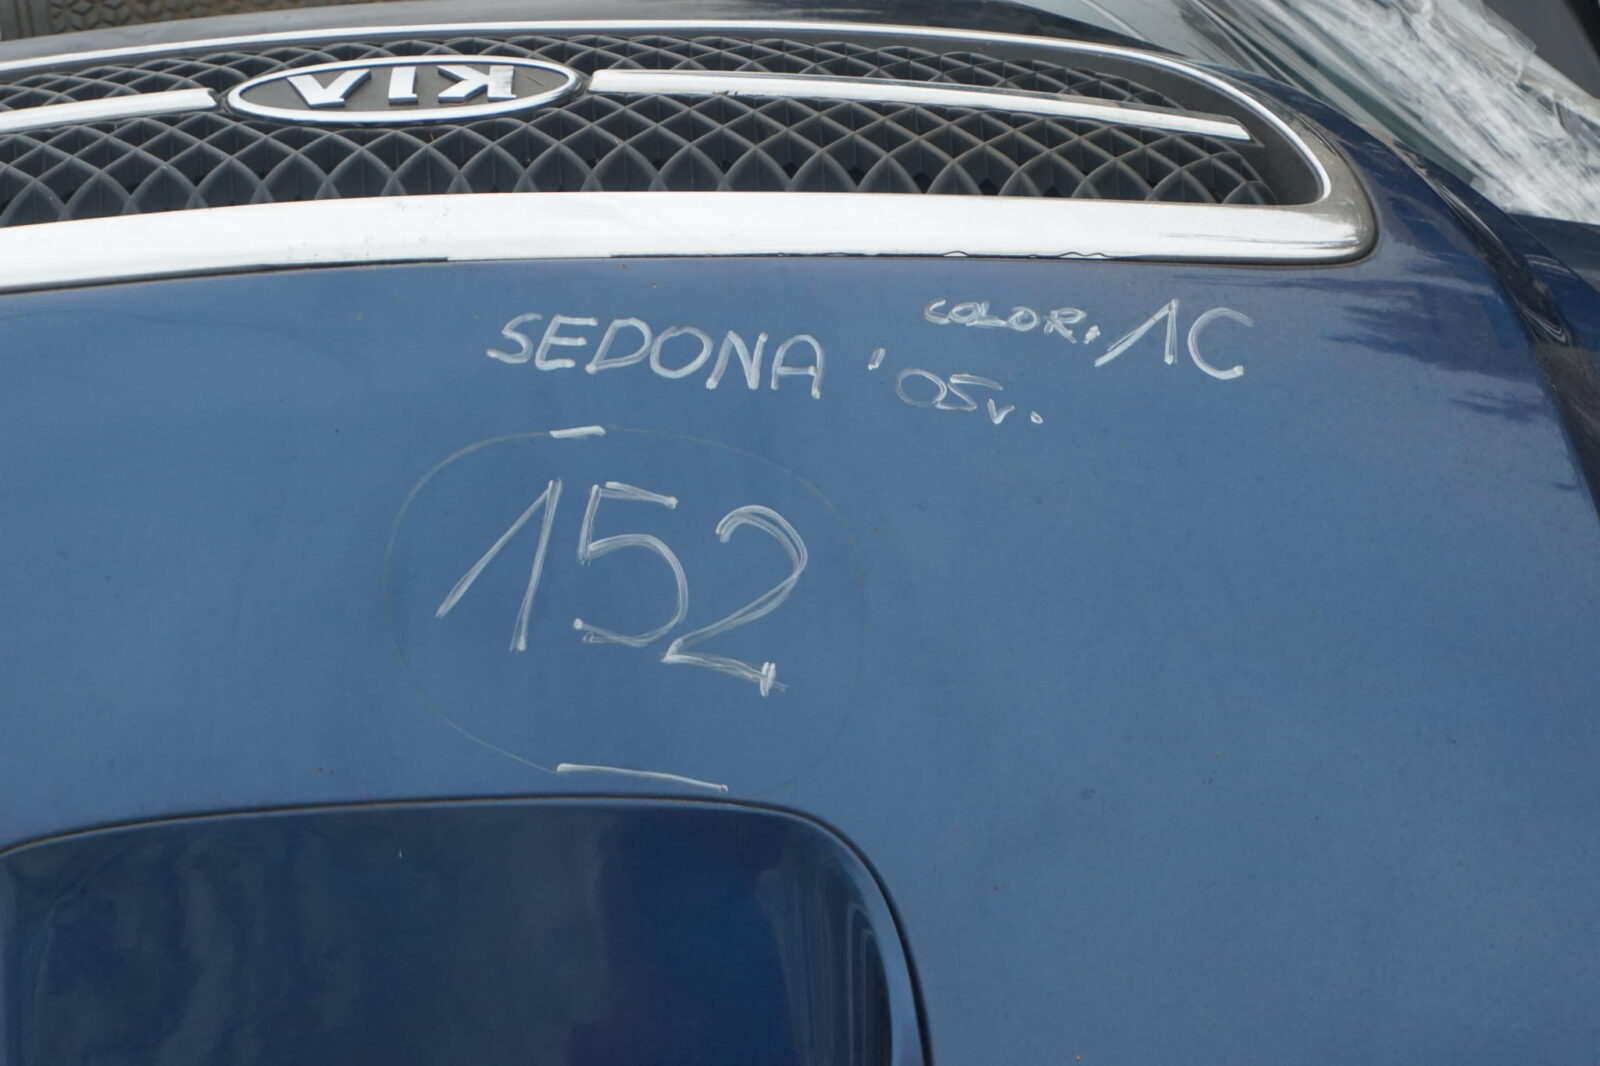 KIA
SEDONA '05r. COLOR: 1C
152